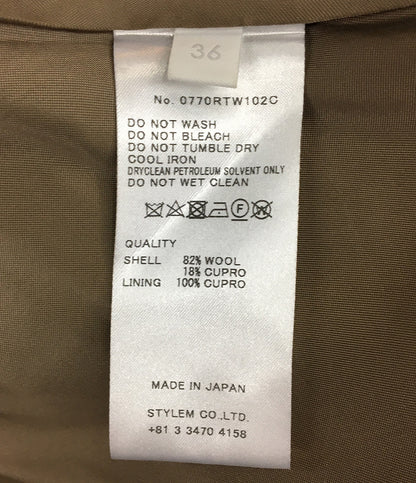 36
No. 0770RTW102C
DO NOT WASH
DO NOT BLEACH
DO NOT TUMBLE DRY
COOL IRON
DRYCLEAN PETROLEUM SOLVENT ONLY
DO NOT WET CLEAN
F W
QUALITY
SHELL 82% WOOL
18% CUPRO
LINING 100% CUPRO
MADE IN JAPAN
STYLEM CO.,LTD.
+81 3 3470 4158